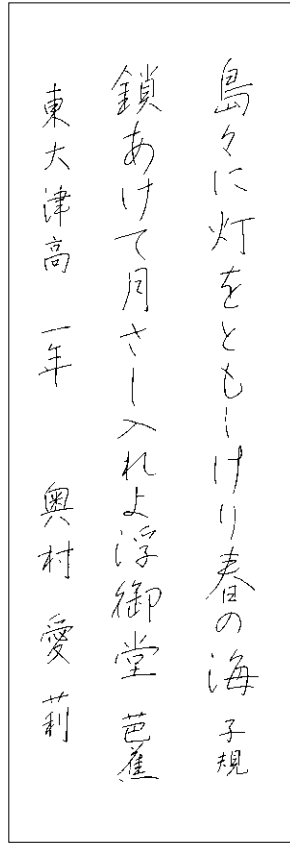 島々に灯をともしけり春の海 子規
鎖あけて月さし入れよ浮御堂 芭蕉
東大津高 一年 奥村 愛莉